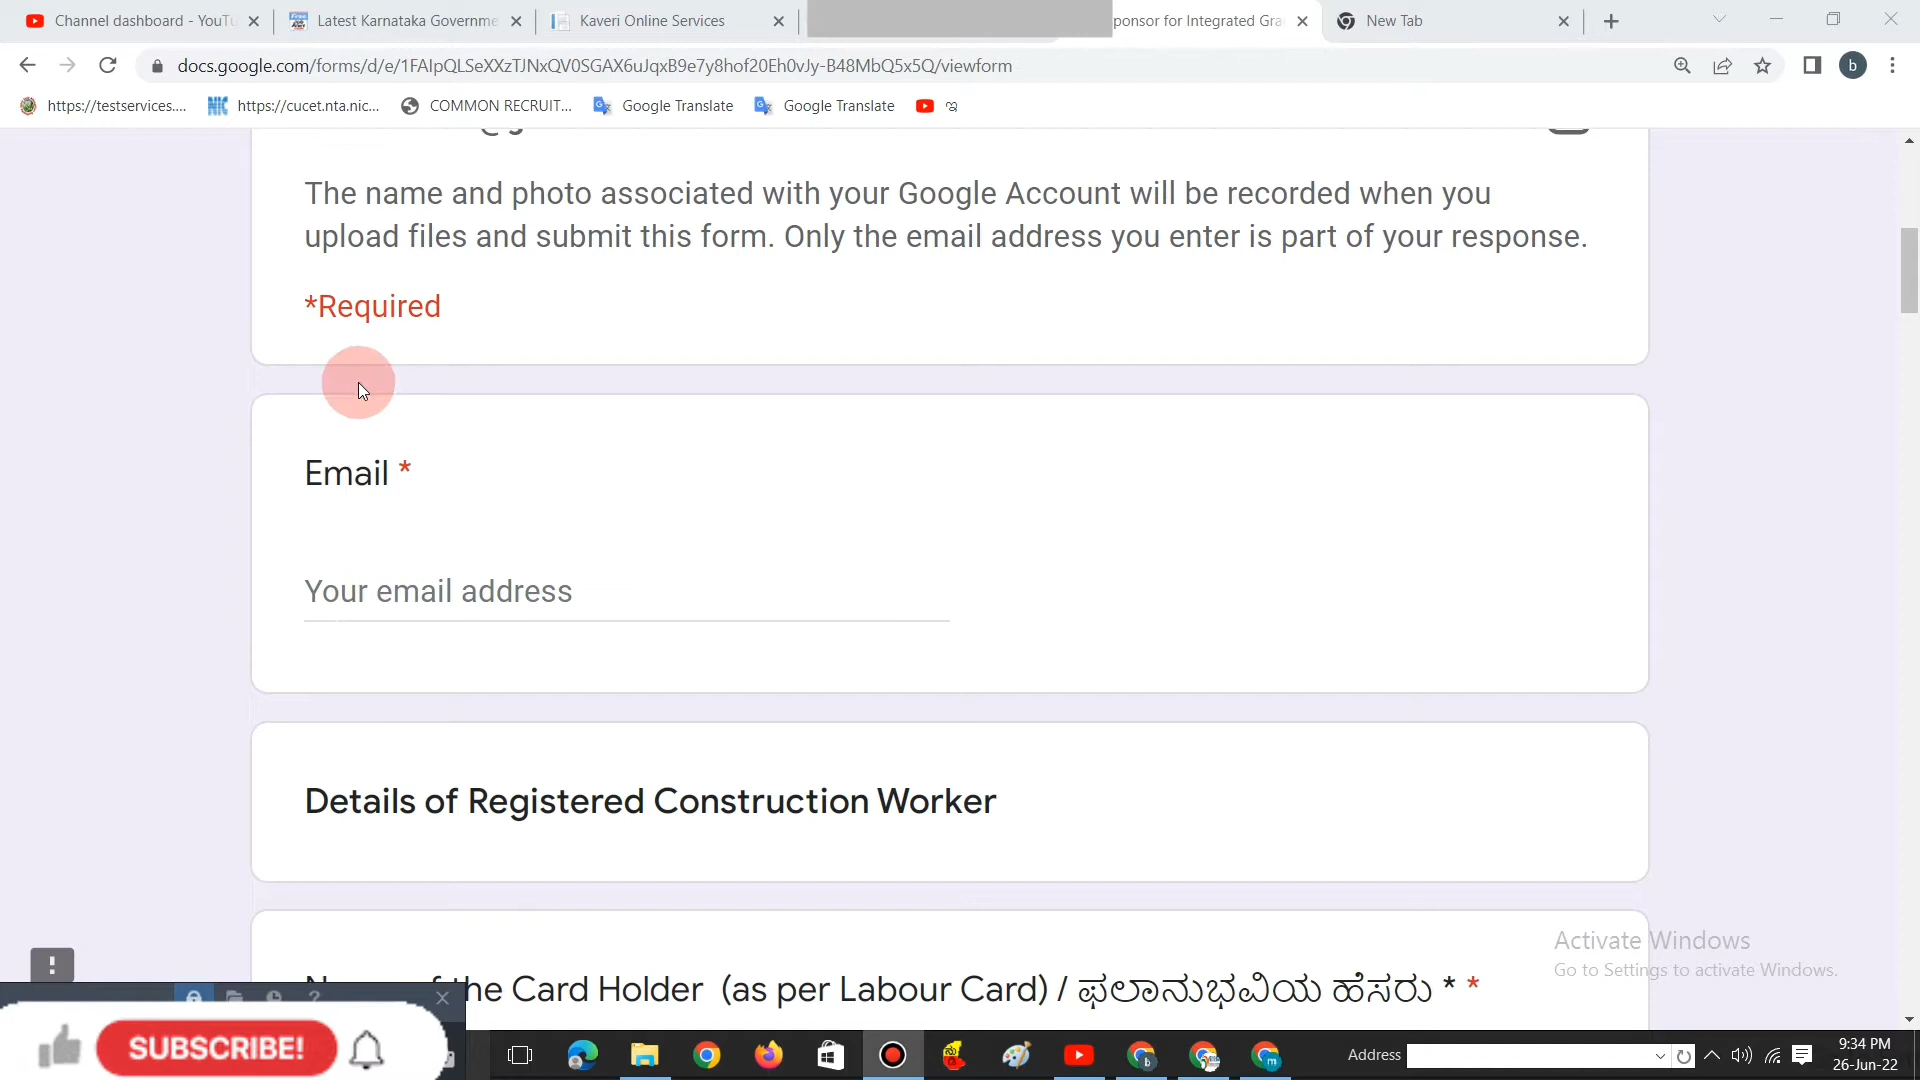 Channel dashboard - YouTu
Latest Karnataka Governme
Kaveri Online Services
ponsor for Integrated Gra
New Tab
docs.google.com/forms/d/e/1FAIpQLSeXXzTJNxQV0SGAX6uJqxB9e7y8hof20Eh0vJy-B48MbQ5x5Q/viewform
b
https://testservices....
https://cucet.nta.nic...
COMMON RECRUIT...
Google Translate
Google Translate
The name and photo associated with your Google Account will be recorded when you
upload files and submit this form. Only the email address you enter is part of your response.
*Required
Email *
Your email address
Details of Registered Construction Worker
the Card Holder (as per Labour Card) / ಫಲಾನುಭವಿಯ ಹೆಸರು * *
Activate Windows
Go to Settings to activate Windows.
SUBSCRIBE!
Address
9:34 PM
26-Jun-22